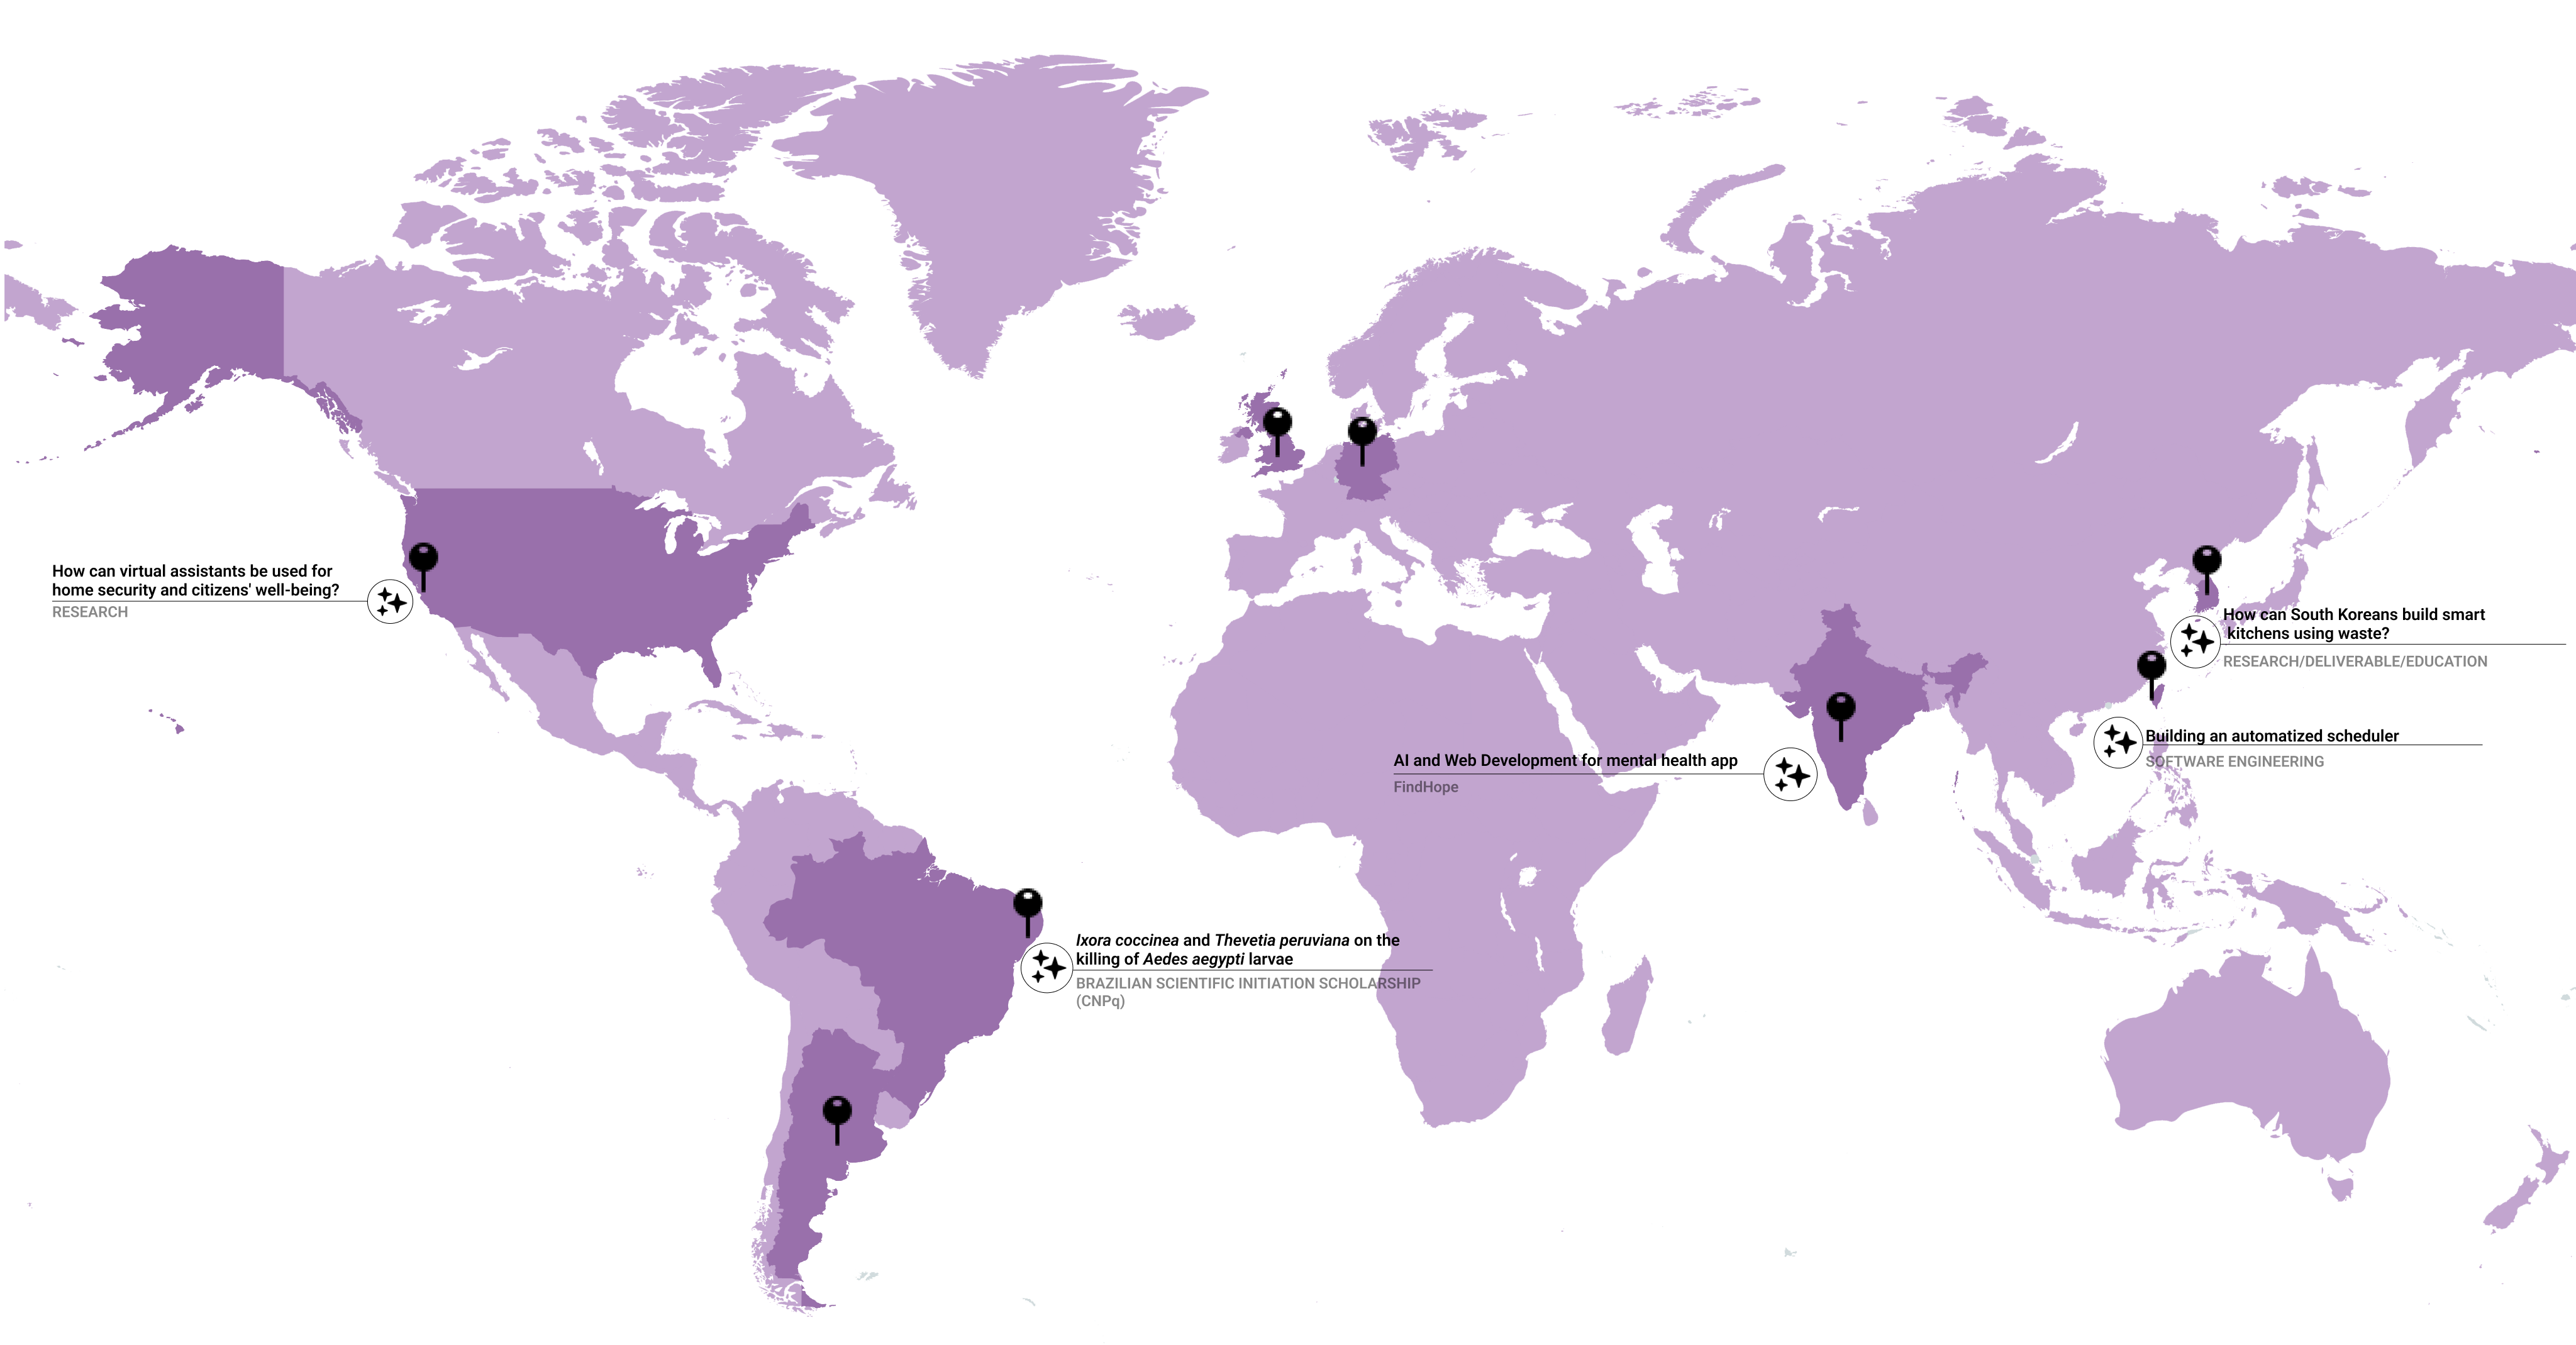 How can virtual assistants be used for
home security and citizens' well-being?
RESEARCH
How can South Koreans build smart
kitchens using waste?
RESEARCH/DELIVERABLE/EDUCATION
Building an automatized scheduler
SOFTWARE ENGINEERING
AI and Web Development for mental health app
FindHope
Ixora coccinea and Thevetia peruviana on the
killing of Aedes aegypti larvae
BRAZILIAN SCIENTIFIC INITIATION SCHOLARSHIP
(CNPq)